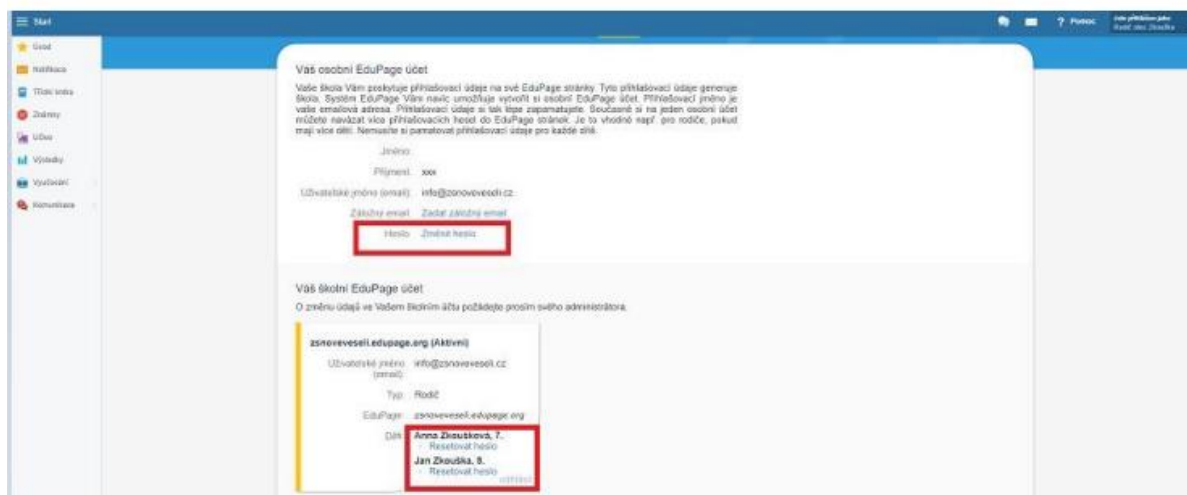 Start
? Pomoc
Úvod
Notifikace
Třídní kniha
Známky
Učivo
Výsledky
Vyučování
Komunikace
Váš osobní EduPage účet
Vaše škola Vám poskytuje přihlašovací údaje na své EduPage stránky. Tyto přihlašovací údaje generuje
škola. Systém EduPage Vám navíc umožňuje vytvořit si osobní EduPage účet. Přihlašovací jméno je
vaše emailová adresa. Přihlašovací údaje si tak lépe zapamatujete. Současně si na jeden osobní účet
můžete navázat více přihlašovacích hesel do EduPage stránek. Je to vhodné např. pro rodiče, pokud
mají více dětí. Nemusíte si pamatovat přihlašovací údaje pro každé dítě.
Jméno
Příjmení xxx
Uživatelské jméno (email) info@zsnoveveseli.cz
Záložný email Zadat záložný email
Heslo Změnit heslo
Váš školní EduPage účet
O změnu údajů ve Vašem školním účtu požádejte prosím svého administrátora.
zsnoveveseli.edupage.org (Aktivní)
Uživatelské jméno info@zsnoveveseli.cz
(email)
Typ Rodič
EduPage zsnoveveseli.edupage.org
Děti Anna Zkoušková, 7.
Resetovat heslo
Jan Zkouška, 9.
Resetovat heslo